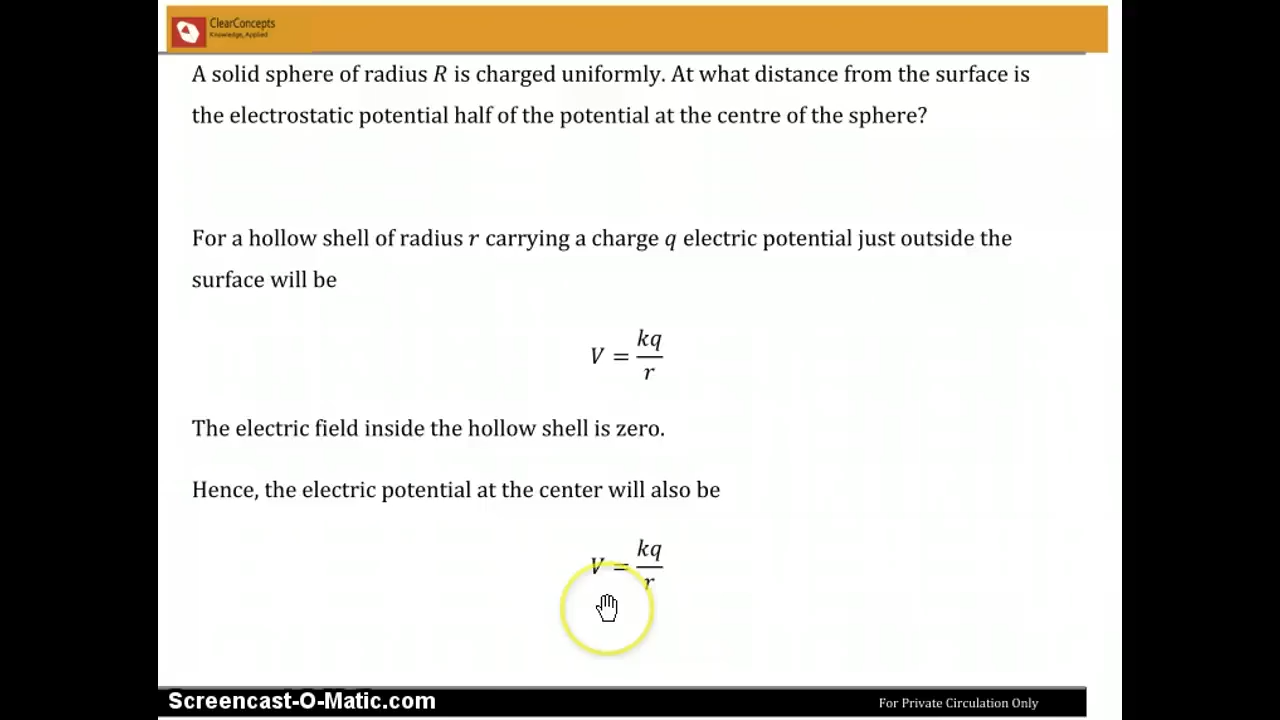 ClearConcepts
Knowledge, Applied
A solid sphere of radius R is charged uniformly. At what distance from the surface is
the electrostatic potential half of the potential at the centre of the sphere?
For a hollow shell of radius r carrying a charge q electric potential just outside the
surface will be
V = kq/r
The electric field inside the hollow shell is zero.
Hence, the electric potential at the center will also be
V = kq/r
Screencast-O-Matic.com
For Private Circulation Only